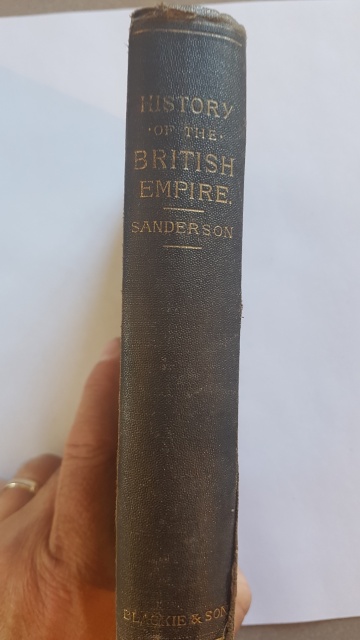 HISTORY
·OF THE·
BRITISH
EMPIRE.
SANDERSON
BLACKIE & SON